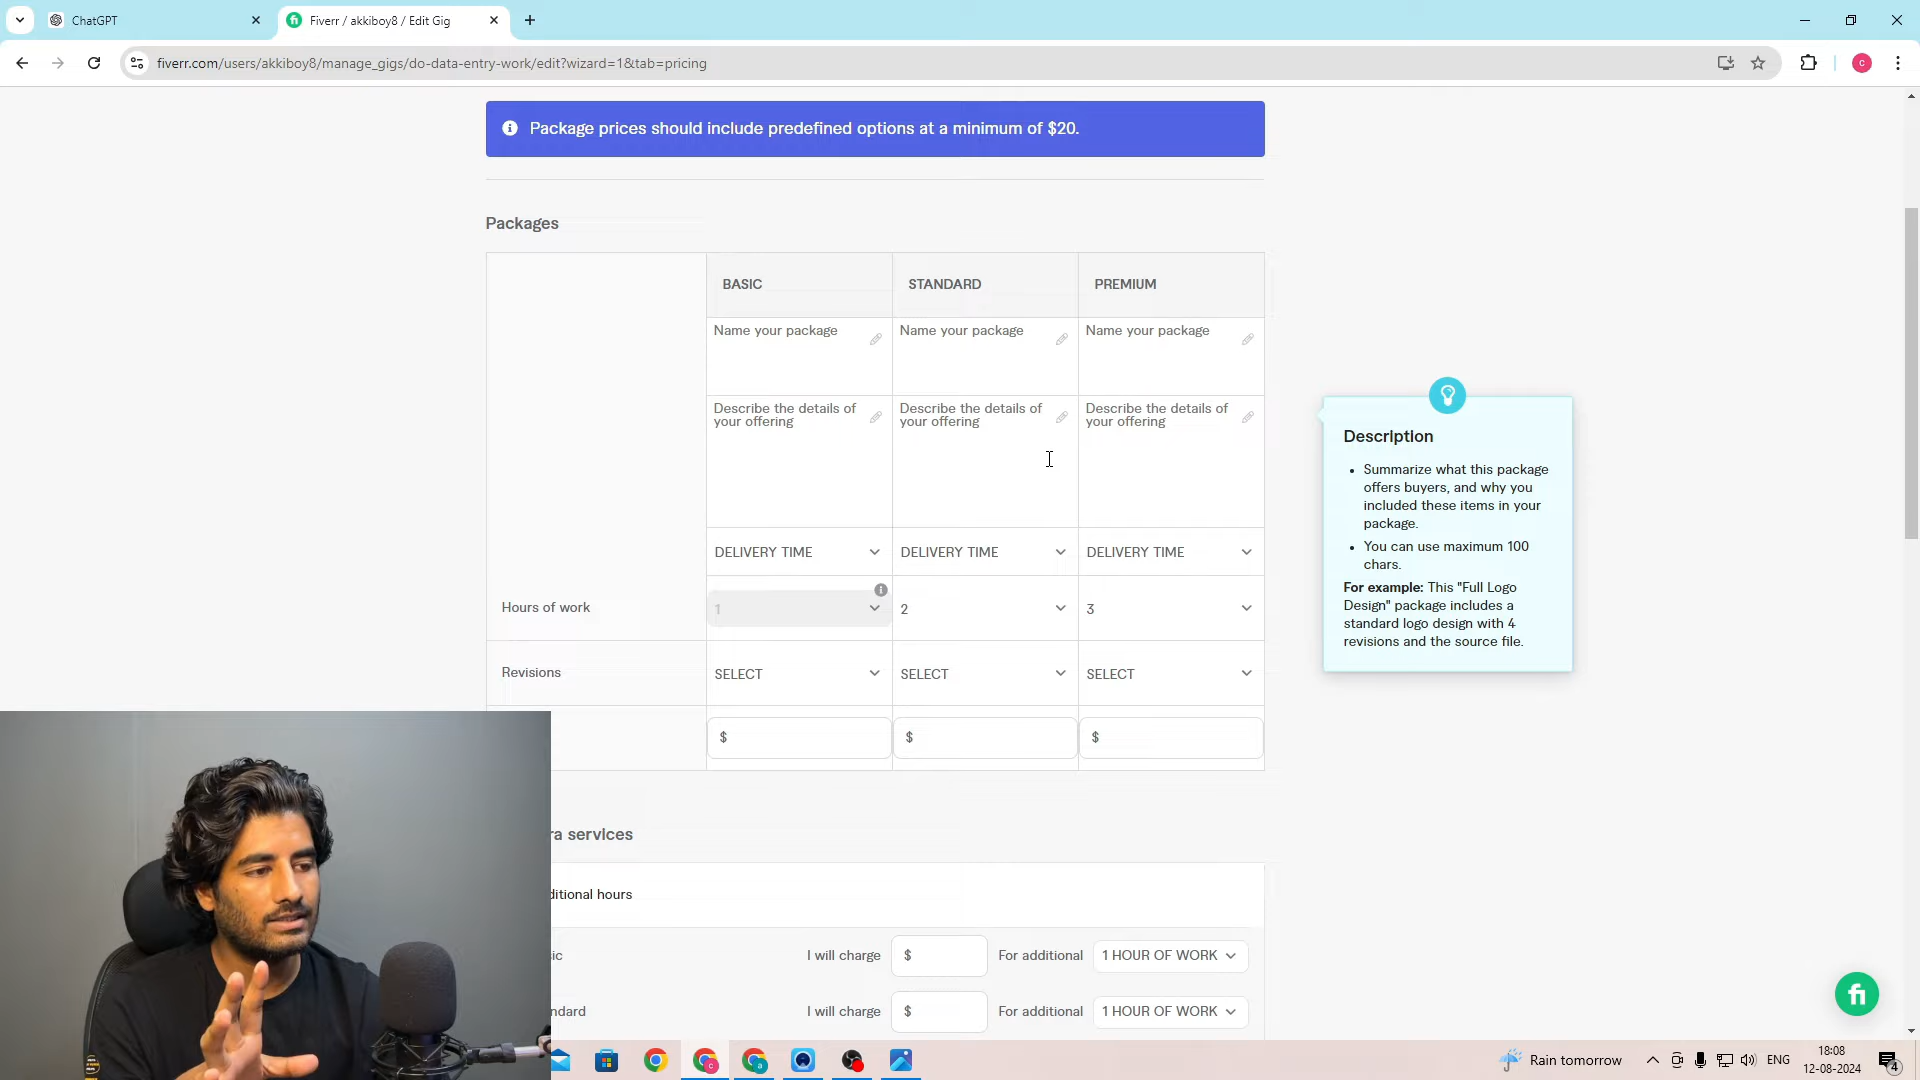 ChatGPT
Fiverr / akkiboy8 / Edit Gig
fiverr.com/users/akkiboy8/manage_gigs/do-data-entry-work/edit?wizard=1&tab=pricing
C
Package prices should include predefined options at a minimum of $20.
Packages
BASIC STANDARD PREMIUM
Name your package Name your package Name your package
Describe the details of your offering
Describe the details of your offering
Describe the details of your offering
DELIVERY TIME DELIVERY TIME DELIVERY TIME
Hours of work 1 2 3
Revisions SELECT SELECT SELECT
$ $ $
Description
Summarize what this package
offers buyers, and why you
included these items in your
package.
You can use maximum 100
chars.
For example: This "Full Logo
Design" package includes a
standard logo design with 4
revisions and the source file.
ra services
ditional hours
ic I will charge $ For additional 1 HOUR OF WORK
ndard I will charge $ For additional 1 HOUR OF WORK
fi
Rain tomorrow
ENG
18:08
12-08-2024
4